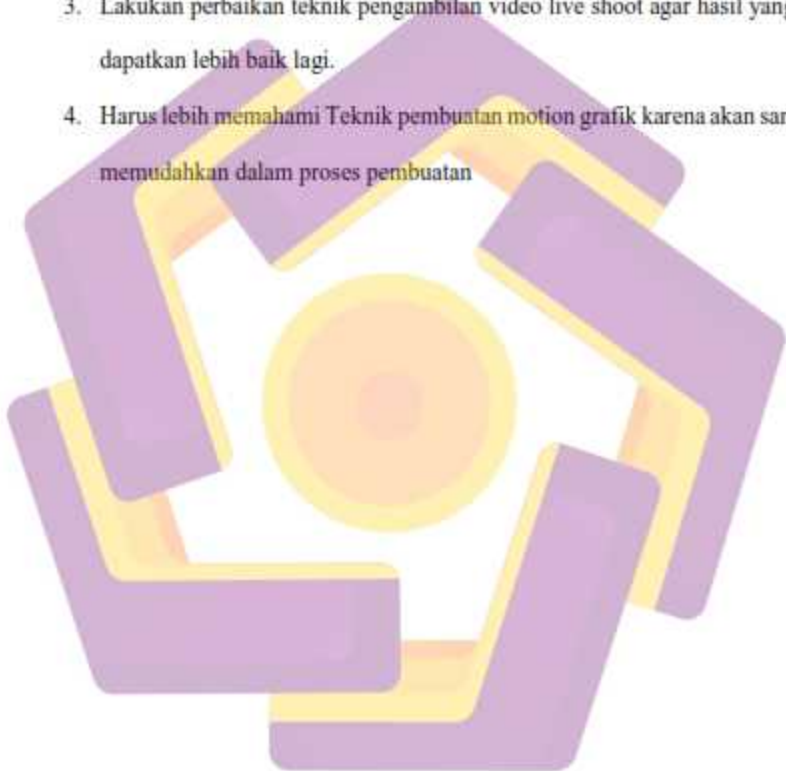 3. Lakukan perbaikan teknik pengambilan video live shoot agar hasil yang
dapatkan lebih baik lagi.
4. Harus lebih memahami Teknik pembuatan motion grafik karena akan
memudahkan dalam proses pembuatan